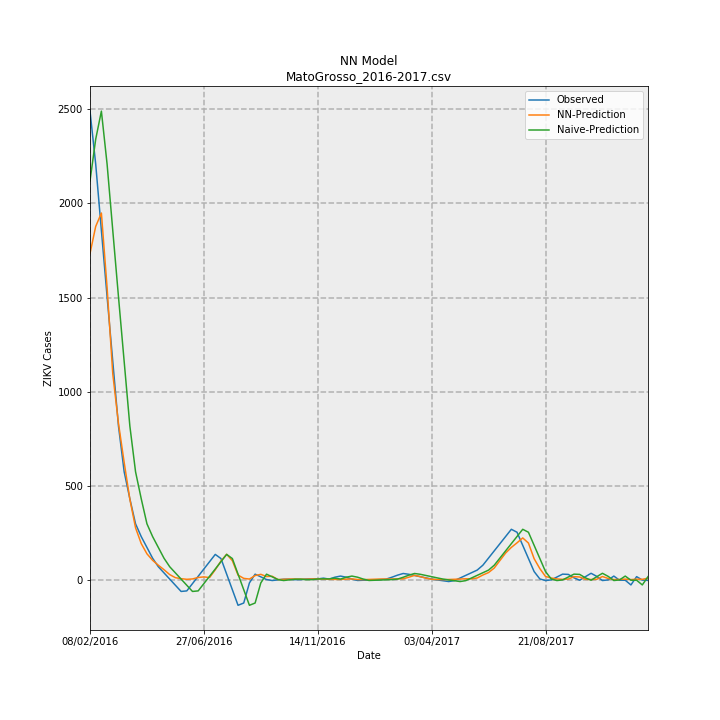 NN Model
MatoGrosso_2016-2017.csv
Observed
NN-Prediction
Naive-Prediction
2500
2000
1500
1000
500
0
ZIKV Cases
08/02/2016
27/06/2016
14/11/2016
03/04/2017
21/08/2017
Date